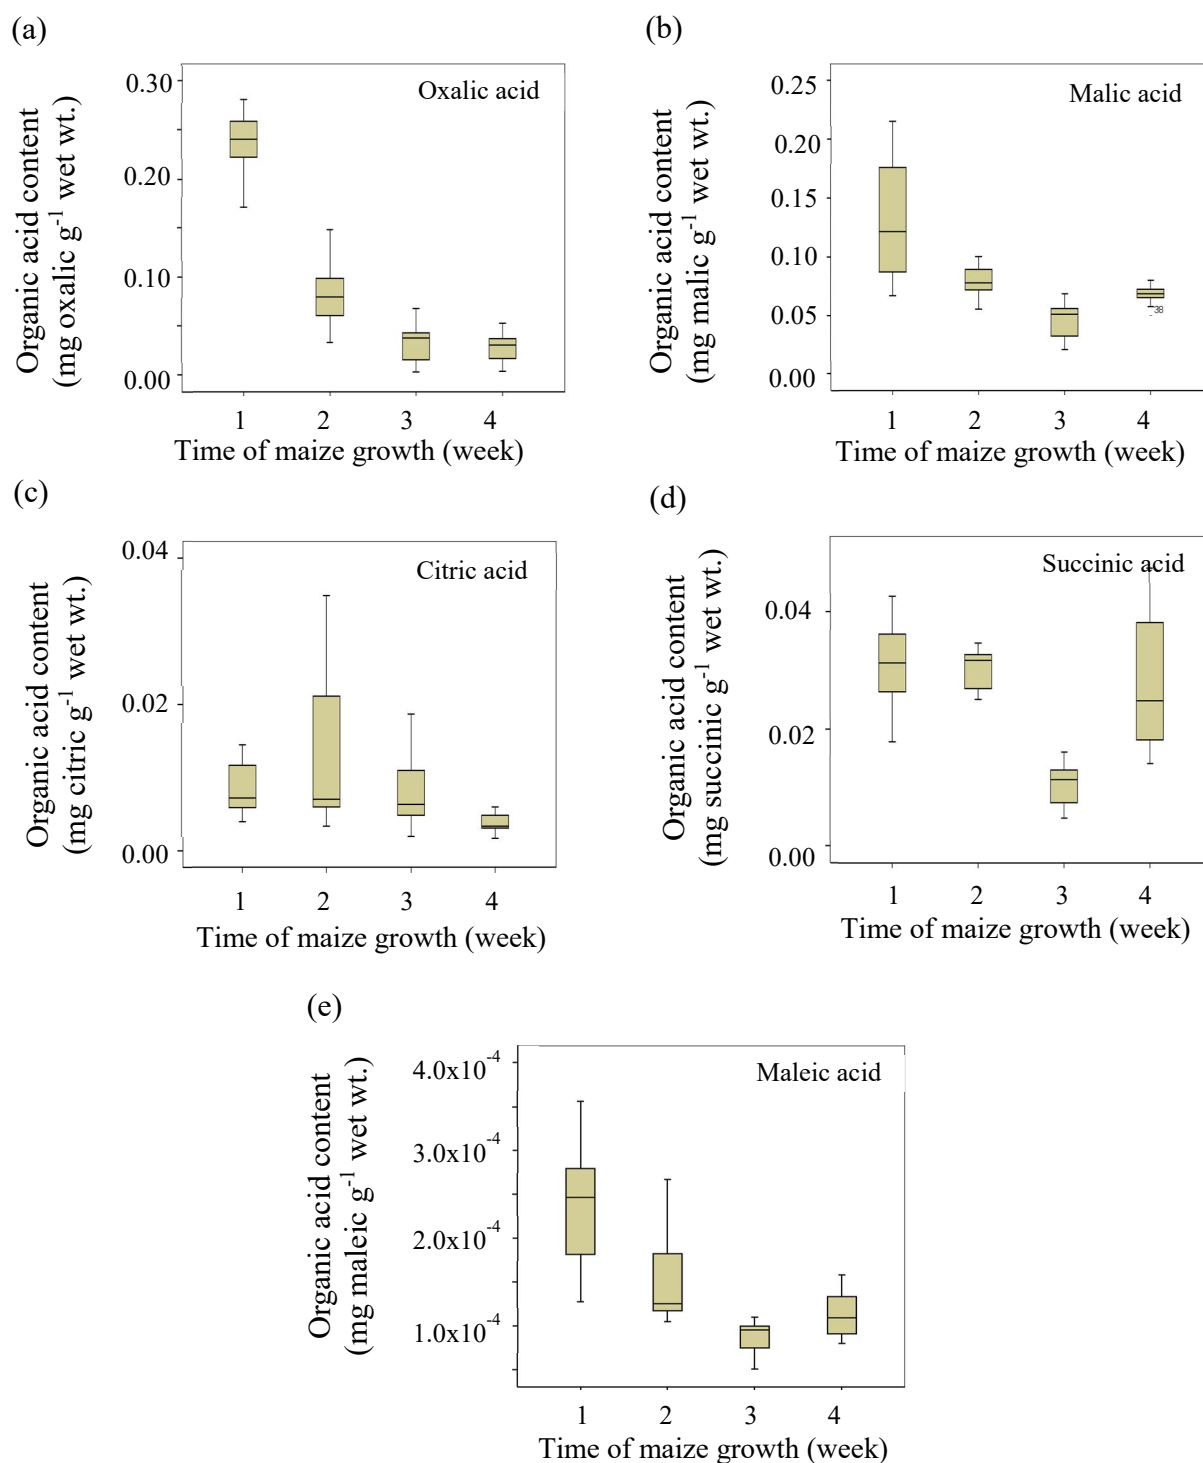 (a)
Oxalic acid
Organic acid content
(mg oxalic g⁻¹ wet wt.)
0.30
0.20
0.10
0.00
1 2 3 4
Time of maize growth (week)
(b)
Malic acid
Organic acid content
(mg malic g⁻¹ wet wt.)
0.25
0.20
0.15
0.10
0.05
0.00
38
1 2 3 4
Time of maize growth (week)
(c)
Citric acid
Organic acid content
(mg citric g⁻¹ wet wt.)
0.04
0.02
0.00
1 2 3 4
Time of maize growth (week)
(d)
Succinic acid
Organic acid content
(mg succinic g⁻¹ wet wt.)
0.04
0.02
0.00
1 2 3 4
Time of maize growth (week)
(e)
Maleic acid
Organic acid content
(mg maleic g⁻¹ wet wt.)
4.0x10⁻⁴
3.0x10⁻⁴
2.0x10⁻⁴
1.0x10⁻⁴
1 2 3 4
Time of maize growth (week)